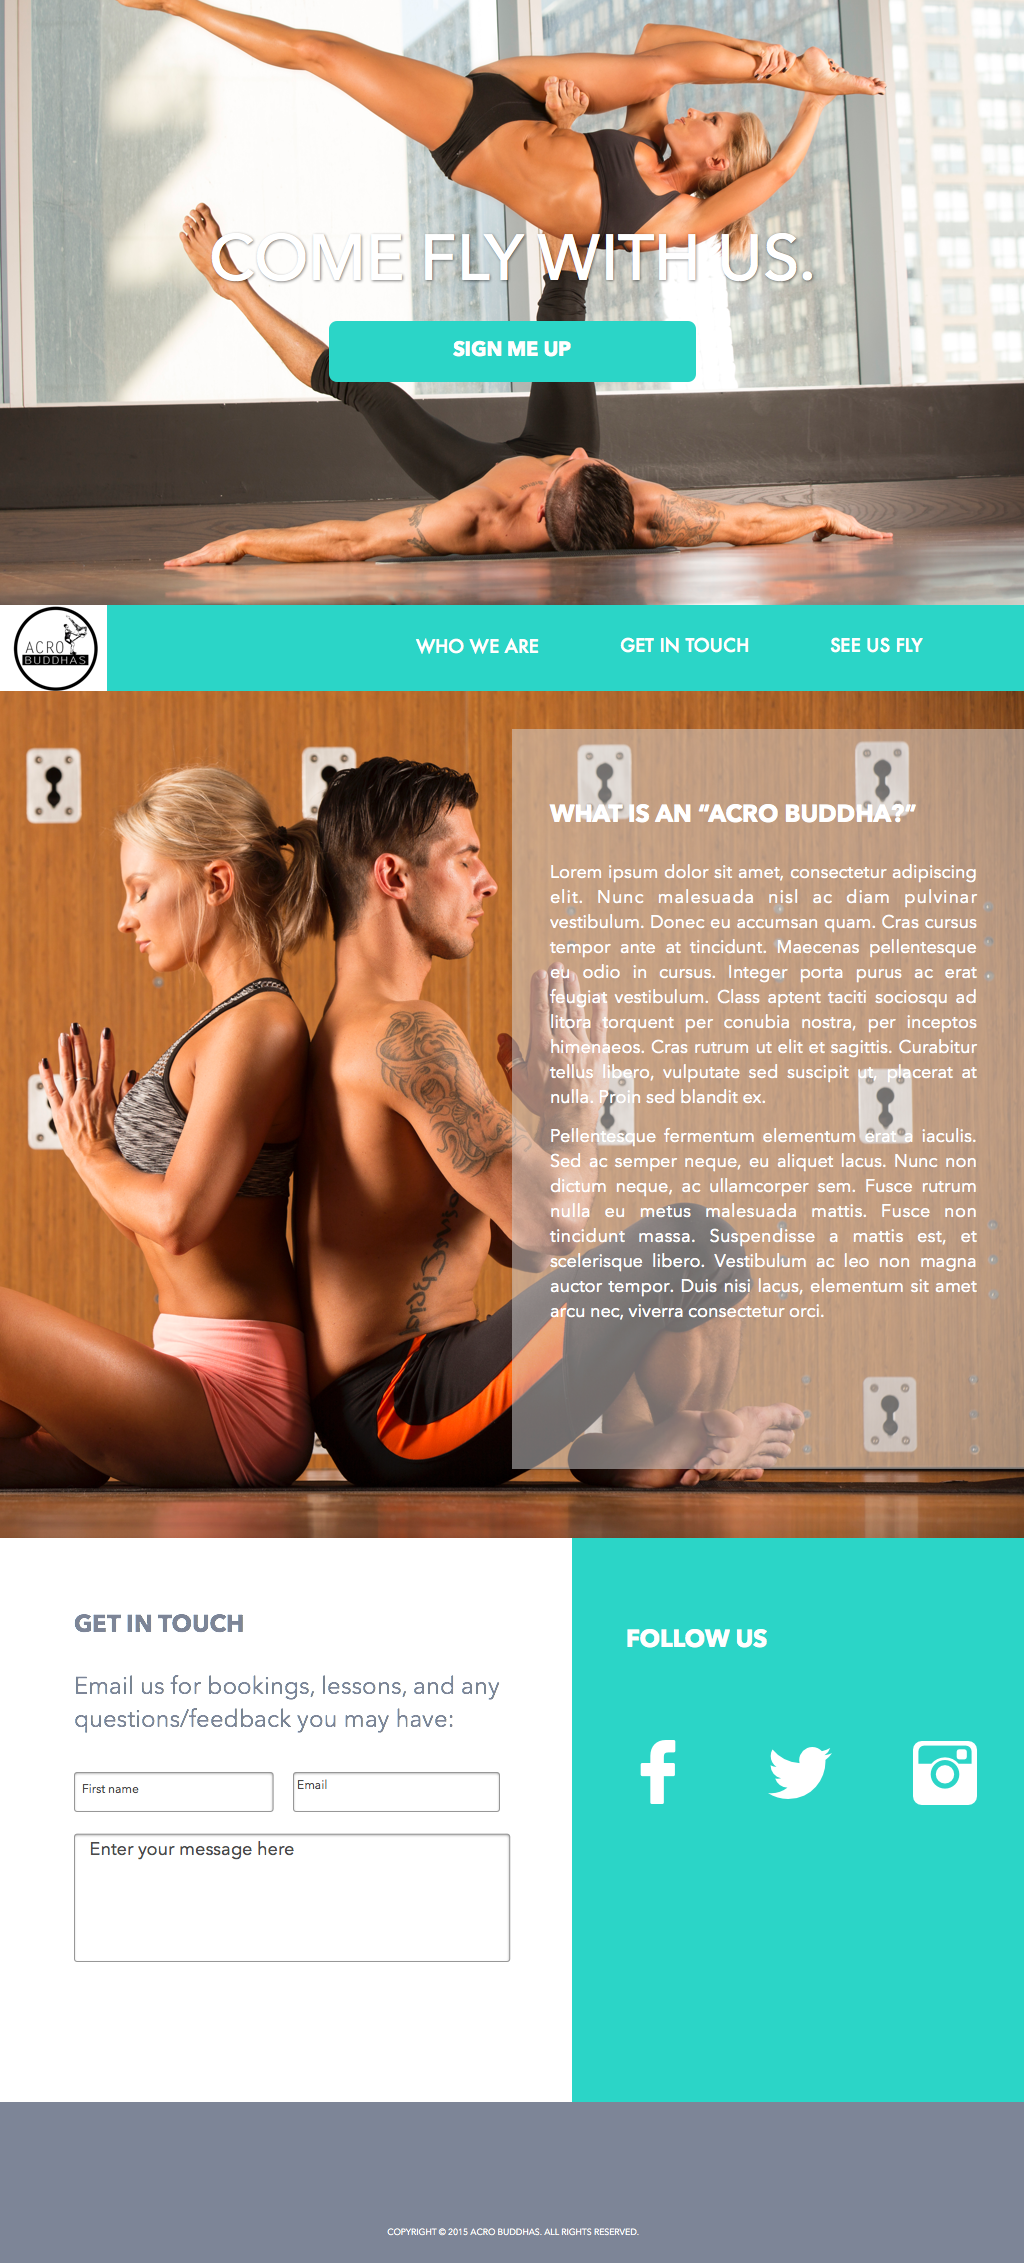 COME FLY WITH US.
SIGN ME UP
ACRO
BUDDHAS
WHO WE ARE
GET IN TOUCH
SEE US FLY
WHAT IS AN “ACRO BUDDHA?”
Lorem ipsum dolor sit amet, consectetur adipiscing
elit. Nunc malesuada nisl ac diam pulvinar
vestibulum. Donec eu accumsan quam. Cras cursus
tempor ante at tincidunt. Maecenas pellentesque
eu odio in cursus. Integer porta purus ac erat
feugiat vestibulum. Class aptent taciti sociosqu ad
litora torquent per conubia nostra, per inceptos
himenaeos. Cras rutrum ut elit et sagittis. Curabitur
tellus libero, vulputate sed suscipit ut, placerat at
nulla. Proin sed blandit ex.
Pellentesque fermentum elementum erat a iaculis.
Sed ac semper neque, eu aliquet lacus. Nunc non
dictum neque, ac ullamcorper sem. Fusce rutrum
nulla eu metus malesuada mattis. Fusce non
tincidunt massa. Suspendisse a mattis est, et
scelerisque libero. Vestibulum ac leo non magna
auctor tempor. Duis nisi lacus, elementum sit amet
arcu nec, viverra consectetur orci.
GET IN TOUCH
Email us for bookings, lessons, and any
questions/feedback you may have:
First name
Email
Enter your message here
FOLLOW US
COPYRIGHT © 2015 ACRO BUDDHAS. ALL RIGHTS RESERVED.